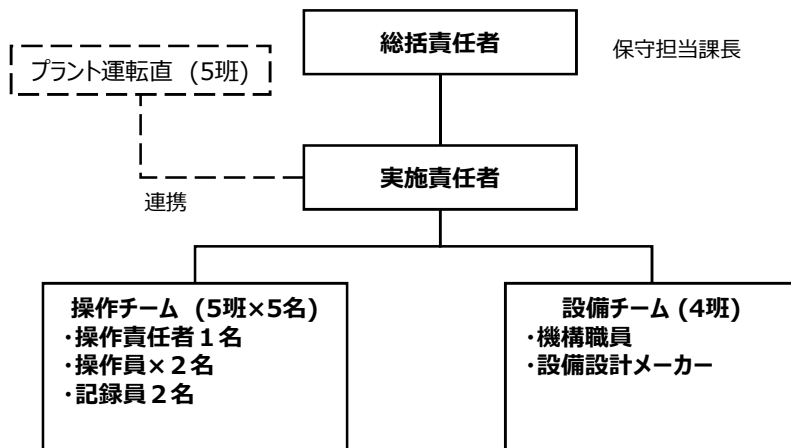 総括責任者
保守担当課長
プラント運転直 (5班)
実施責任者
連携
操作チーム (5班×5名)
・操作責任者１名
・操作員×２名
・記録員２名
設備チーム (4班)
・機構職員
・設備設計メーカー